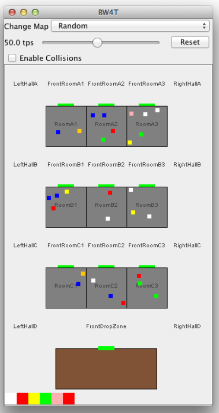 BW4T
Change Map Random
50.0 tps Reset
Enable Collisions
LeftHallA FrontRoomA1 FrontRoomA2 FrontRoomA3 RightHallA
RoomA1 RoomA2 RoomA3
LeftHallB FrontRoomB1 FrontRoomB2 FrontRoomB3 RightHallB
RoomB1 RoomB2 RoomB3
LeftHallC FrontRoomC1 FrontRoomC2 FrontRoomC3 RightHallC
RoomC1 RoomC2 RoomC3
LeftHallD FrontDropZone RightHallD